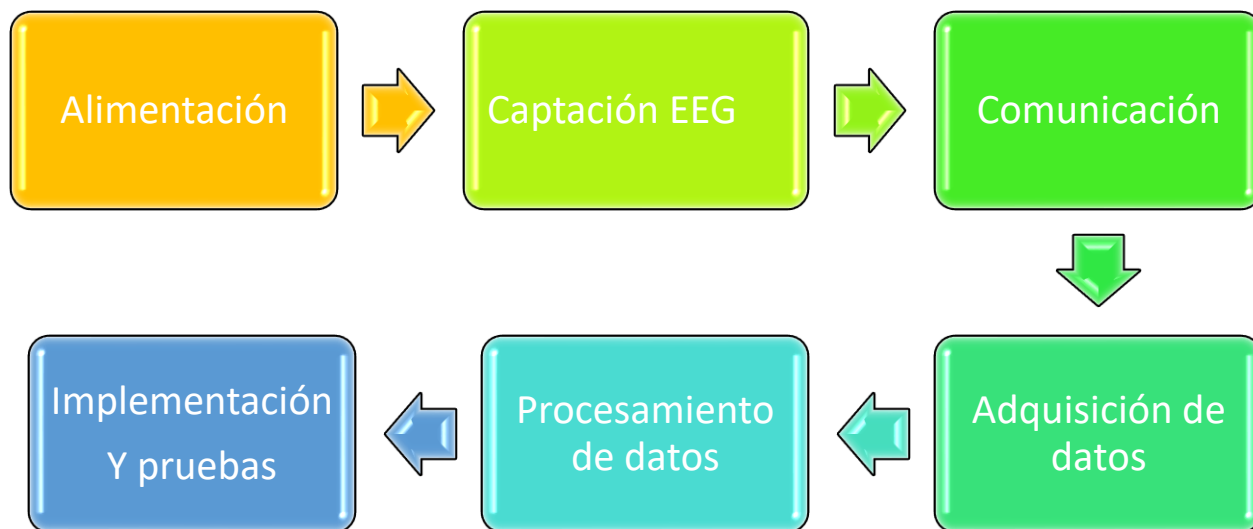 Alimentación
Captación EEG
Comunicación
Adquisición de
datos
Procesamiento
de datos
Implementación
Y pruebas